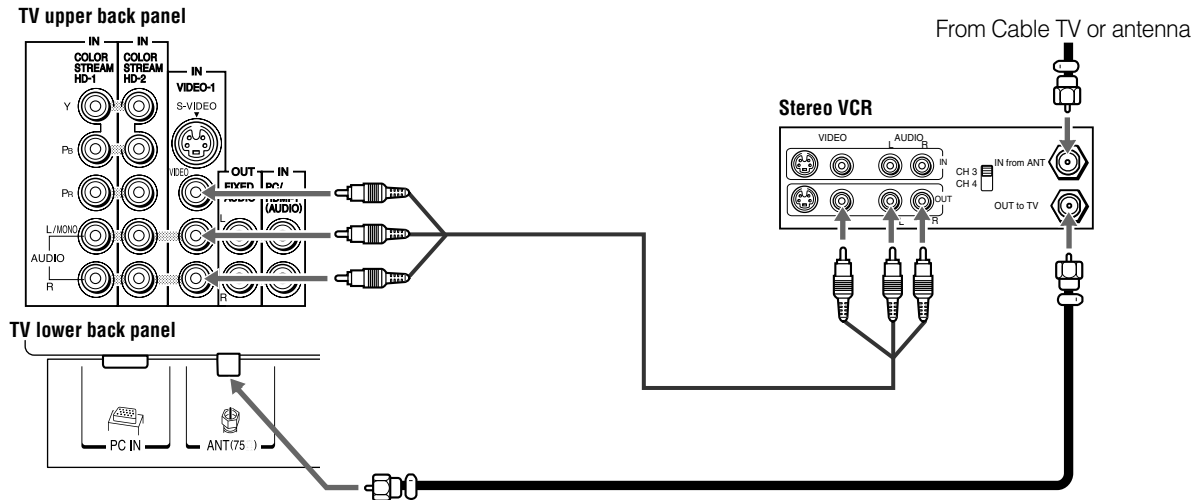 TV upper back panel
IN
COLOR
STREAM
HD-1
IN
COLOR
STREAM
HD-2
IN
VIDEO-1
S-VIDEO
Y
PB
PR
VIDEO
L/MONO
AUDIO
R
OUT
FIXED
AUDIO
L
R
IN
PC/
HDMI-1
(AUDIO)
From Cable TV or antenna
Stereo VCR
VIDEO
AUDIO
L
R
IN
CH 3
CH 4
IN from ANT
OUT
OUT to TV
L
R
TV lower back panel
PC IN
ANT(75 )